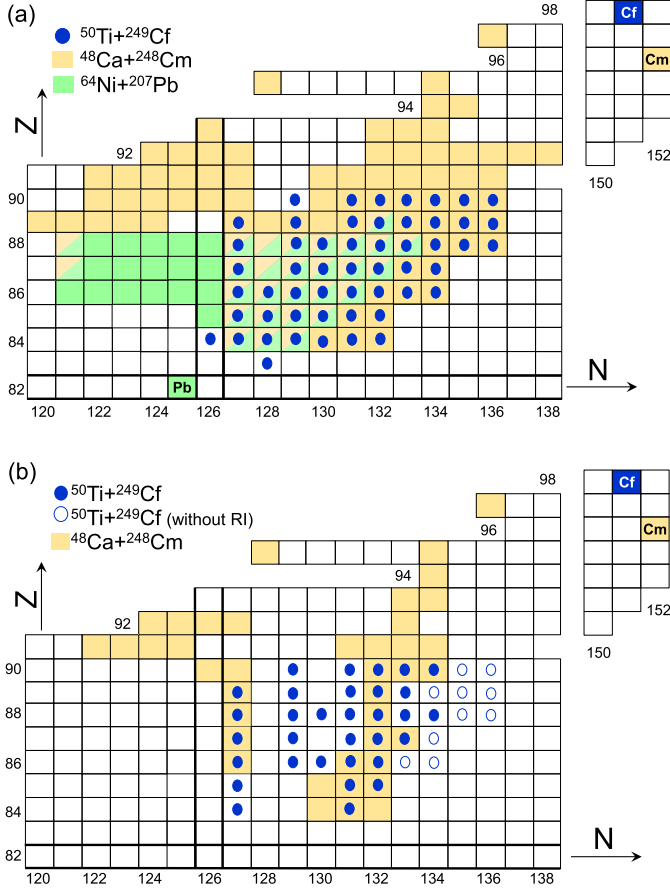 (a)
98
Cf
⁵⁰Ti+²⁴⁹Cf
⁴⁸Ca+²⁴⁸Cm
⁶⁴Ni+²⁰⁷Pb
96
Cm
94
Z
92
152
150
90
88
86
84
82
Pb
N
120 122 124 126 128 130 132 134 136 138
(b)
98
Cf
⁵⁰Ti+²⁴⁹Cf
⁵⁰Ti+²⁴⁹Cf (without RI)
⁴⁸Ca+²⁴⁸Cm
96
Cm
94
Z
92
152
150
90
88
86
84
82
N
120 122 124 126 128 130 132 134 136 138